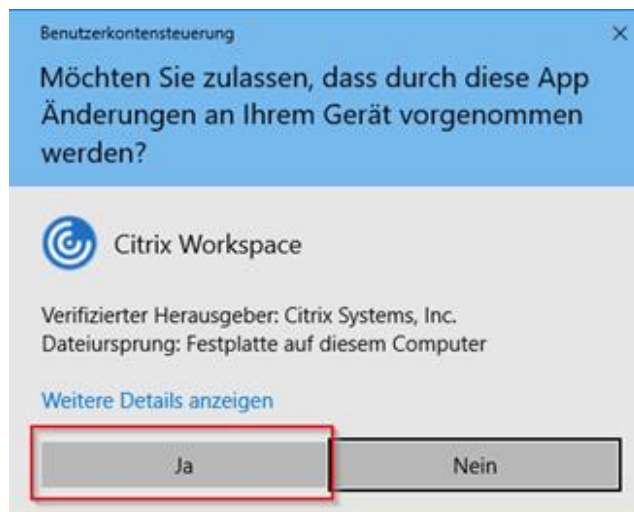 Benutzerkontensteuerung
Möchten Sie zulassen, dass durch diese App
Änderungen an Ihrem Gerät vorgenommen
werden?
Citrix Workspace
Verifizierter Herausgeber: Citrix Systems, Inc.
Dateiursprung: Festplatte auf diesem Computer
Weitere Details anzeigen
Ja Nein